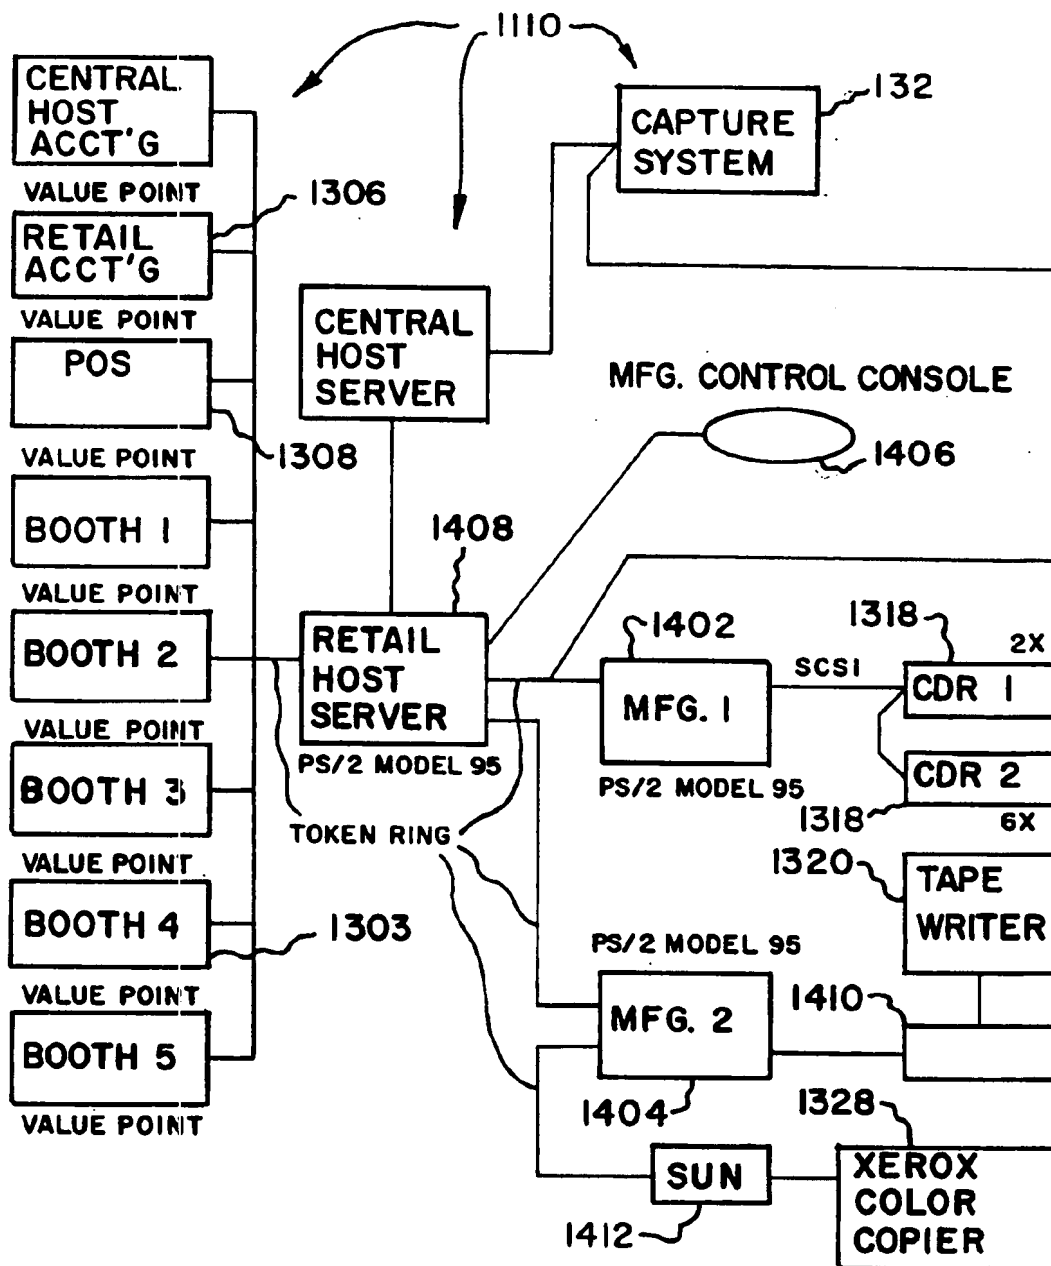 1110
CENTRAL
HOST
ACCT'G
VALUE POINT
1306
RETAIL
ACCT'G
VALUE POINT
POS
1308
VALUE POINT
BOOTH 1
VALUE POINT
BOOTH 2
VALUE POINT
BOOTH 3
VALUE POINT
BOOTH 4
1303
VALUE POINT
BOOTH 5
VALUE POINT
CAPTURE
SYSTEM
132
CENTRAL
HOST
SERVER
MFG. CONTROL CONSOLE
1406
1408
RETAIL
HOST
SERVER
PS/2 MODEL 95
TOKEN RING
1402
MFG. 1
PS/2 MODEL 95
SCSI
1318
2X
CDR 1
CDR 2
1318
6X
1320
TAPE
WRITER
PS/2 MODEL 95
MFG. 2
1404
1410
1328
SUN
1412
XEROX
COLOR
COPIER